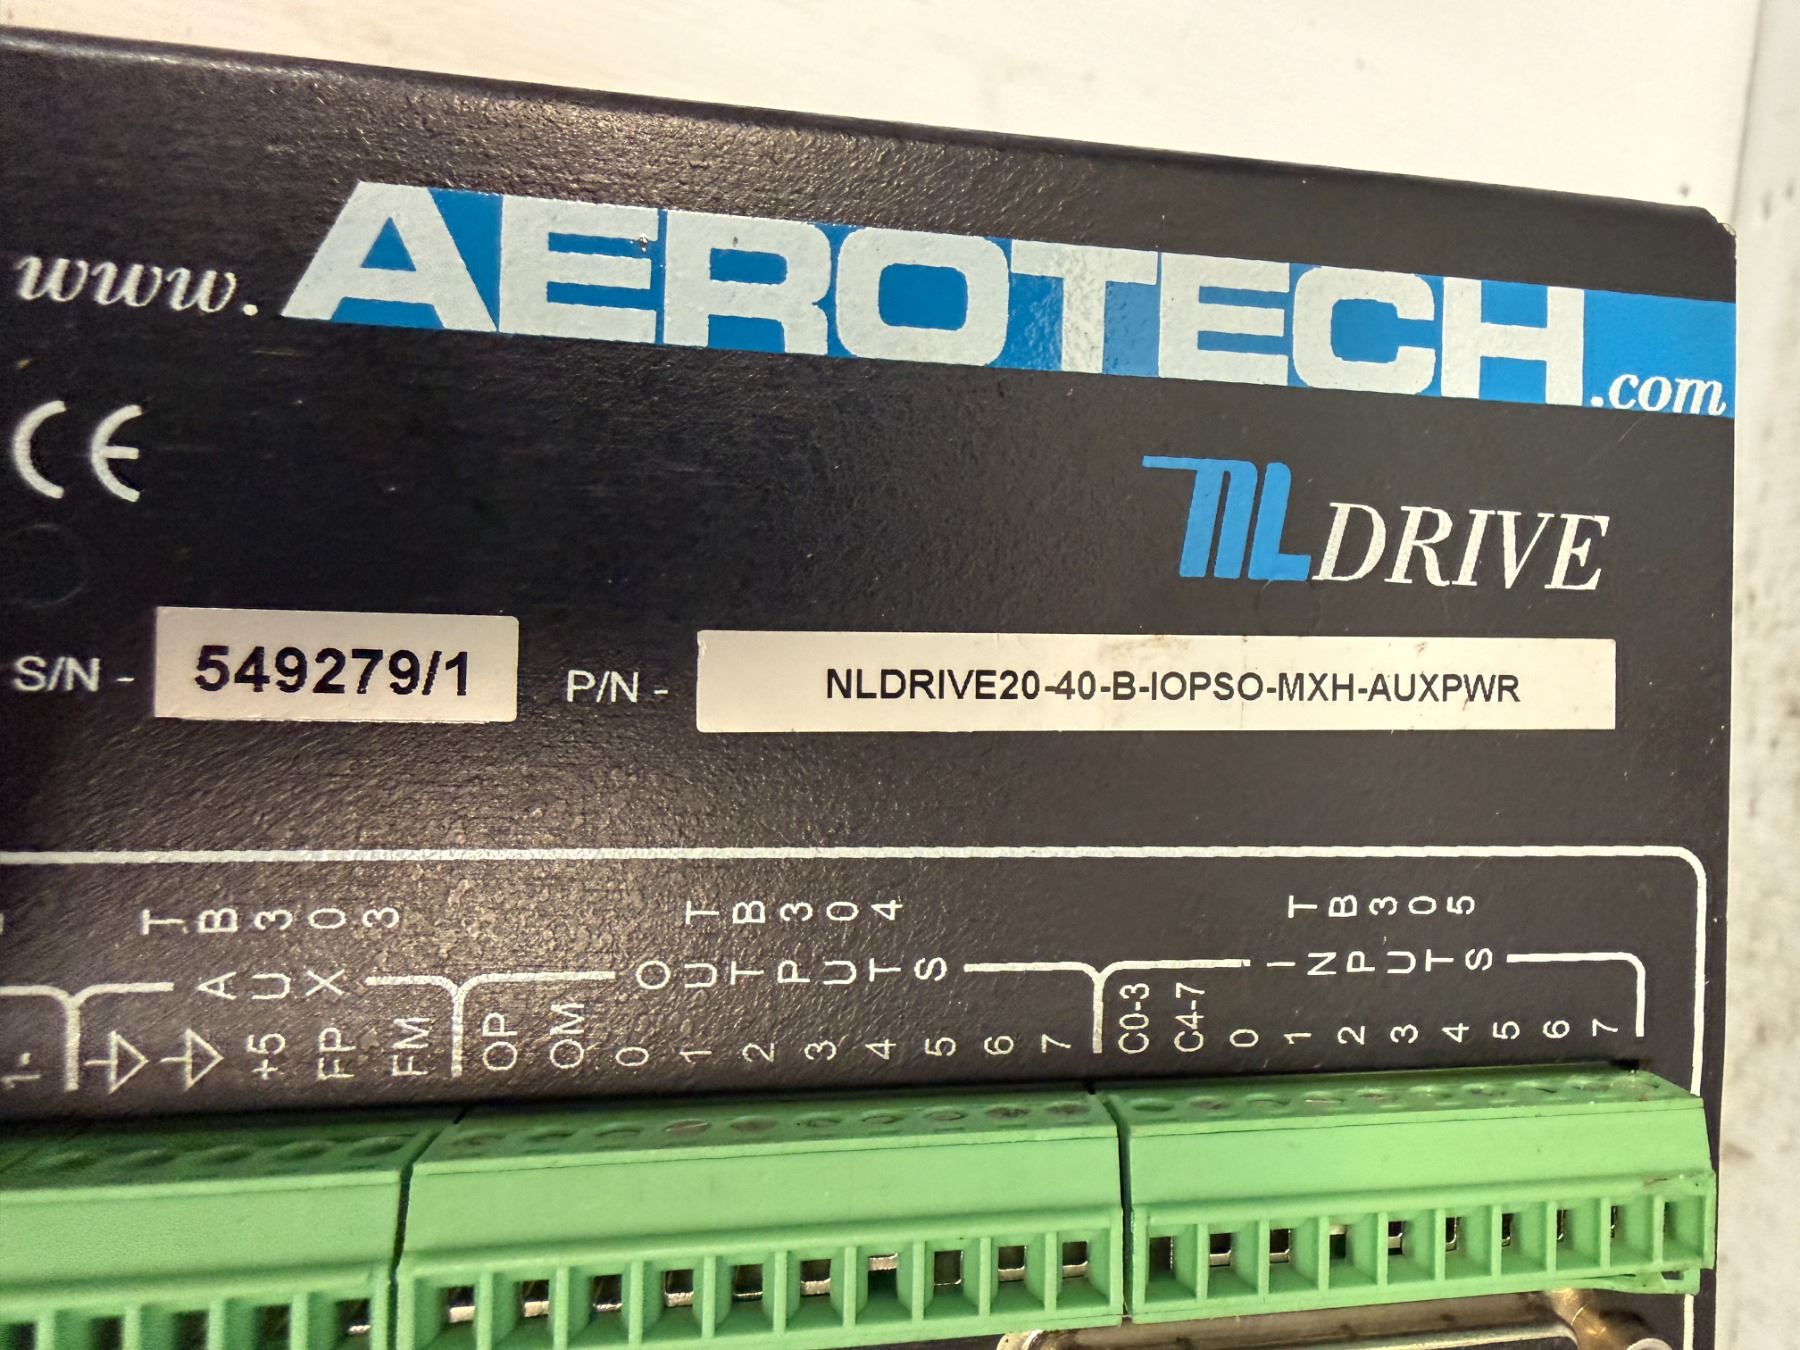 www.AEROTECH.com
CE
NLDRIVE
S/N - 549279/1 P/N - NLDRIVE20-40-B-IOPSO-MXH-AUXPWR
TB303 TB304 TB305
AUX OUTPUTS INPUTS
1- +5 FP FM OP OM 0 1 2 3 4 5 6 7 C0-3 C4-7 0 1 2 3 4 5 6 7